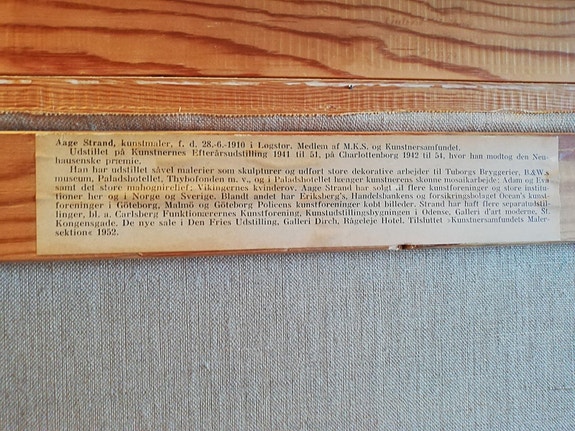 Aage Strand, kunstmaler, f. d. 28.-6.-1910 i Løgstør. Medlem af M.K.S. og Kunstnersamfundet.
Udstillet på Kunstnernes Efterårsudstilling 1941 til 51, på Charlottenborg 1942 til 54, hvor han modtog den Neu-
hausenske præmie.
Han har udstillet såvel malerier som skulpturer og udført store dekorative arbejder til Tuborgs Bryggerier, B.&W.s
museum, Paladshotellet, Thybofonden m. v., og i Paladshotellet hænger kunstnerens skønne mosaikarbejde: Adam og Eva
samt det store mahognirelief: Vikingernes kvinderov. Aage Strand har solgt til flere kunstforeninger og store institu-
tioner her og i Norge og Sverige. Blandt andet har Eriksberg's, Handelsbankens og forsikringsbolaget Ocean's kunst-
foreninger i Göteborg, Malmö og Göteborg Policens kunstforeninger købt billeder. Strand har haft flere separatudstil-
linger, bl. a. Carlsberg Funktionærernes Kunstforening, Kunstudstillingsbygningen i Odense, Galleri d'art moderne, St.
Kongensgade. De nye sale i Den Fries Udstilling, Galleri Dirch, Rågeleje Hotel. Tilsluttet »Kunstnersamfundets Maler-
sektion« 1952.